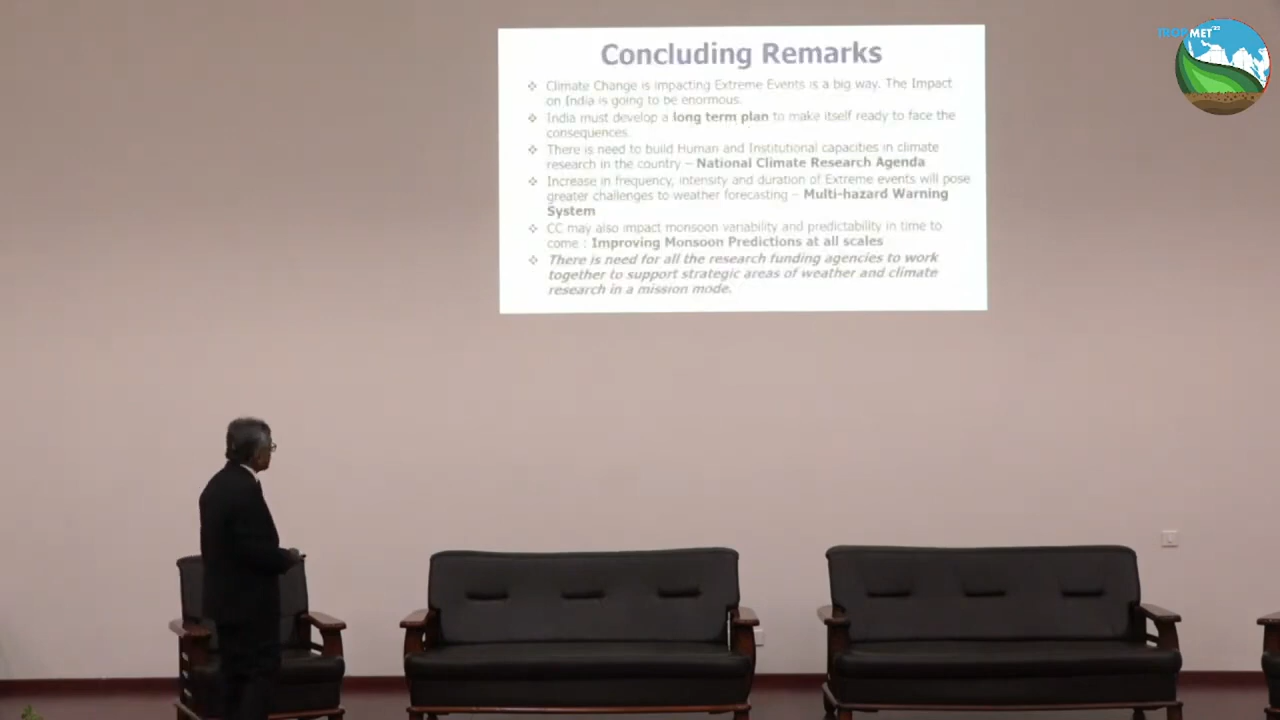 TROPMET'23
Concluding Remarks
❖ Climate Change is impacting Extreme Events is a big way. The Impact
on India is going to be enormous.
❖ India must develop a long term plan to make itself ready to face the
consequences.
❖ There is need to build Human and Institutional capacities in climate
research in the country – National Climate Research Agenda
❖ Increase in frequency, intensity and duration of Extreme events will pose
greater challenges to weather forecasting – Multi-hazard Warning
System
❖ CC may also impact monsoon variability and predictability in time to
come : Improving Monsoon Predictions at all scales
❖ There is need for all the research funding agencies to work
together to support strategic areas of weather and climate
research in a mission mode.